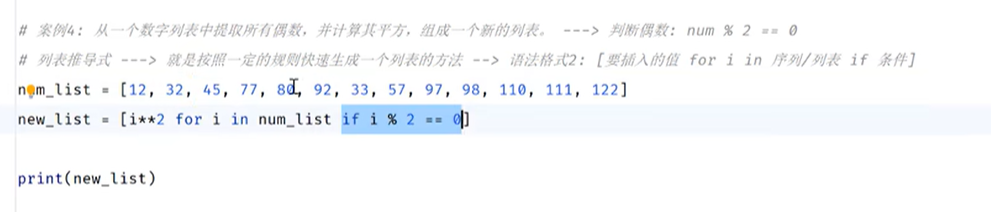 # 案例4: 从一个数字列表中提取所有偶数，并计算其平方，组成一个新的列表。 ---> 判断偶数: num % 2 == 0
# 列表推导式 ---> 就是按照一定的规则快速生成一个列表的方法 --> 语法格式2: [要插入的值 for i in 序列/列表 if 条件]
num_list = [12, 32, 45, 77, 80, 92, 33, 57, 97, 98, 110, 111, 122]
new_list = [i**2 for i in num_list if i % 2 == 0]
print(new_list)